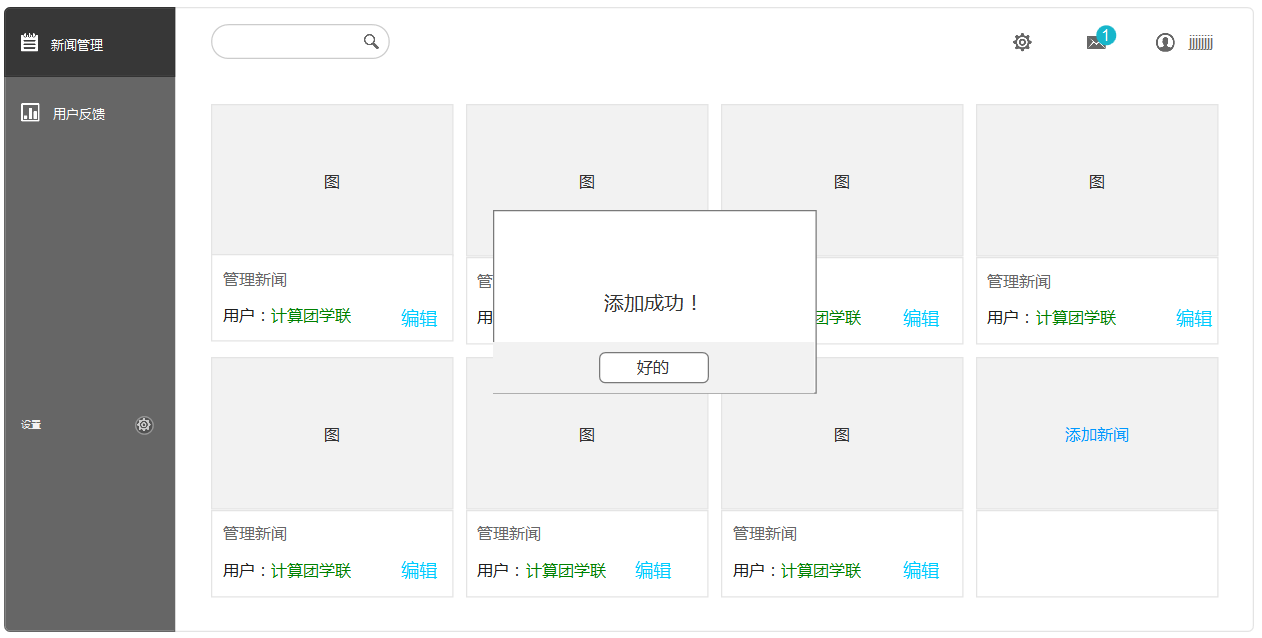 新闻管理
1
jjjjjjjj
用户反馈
图
图
图
图
管理新闻
管
管理新闻
用户：计算团学联
编辑
用
团学联
编辑
用户：计算团学联
编辑
添加成功！
好的
设置
图
图
图
添加新闻
管理新闻
管理新闻
管理新闻
用户：计算团学联
编辑
用户：计算团学联
编辑
用户：计算团学联
编辑